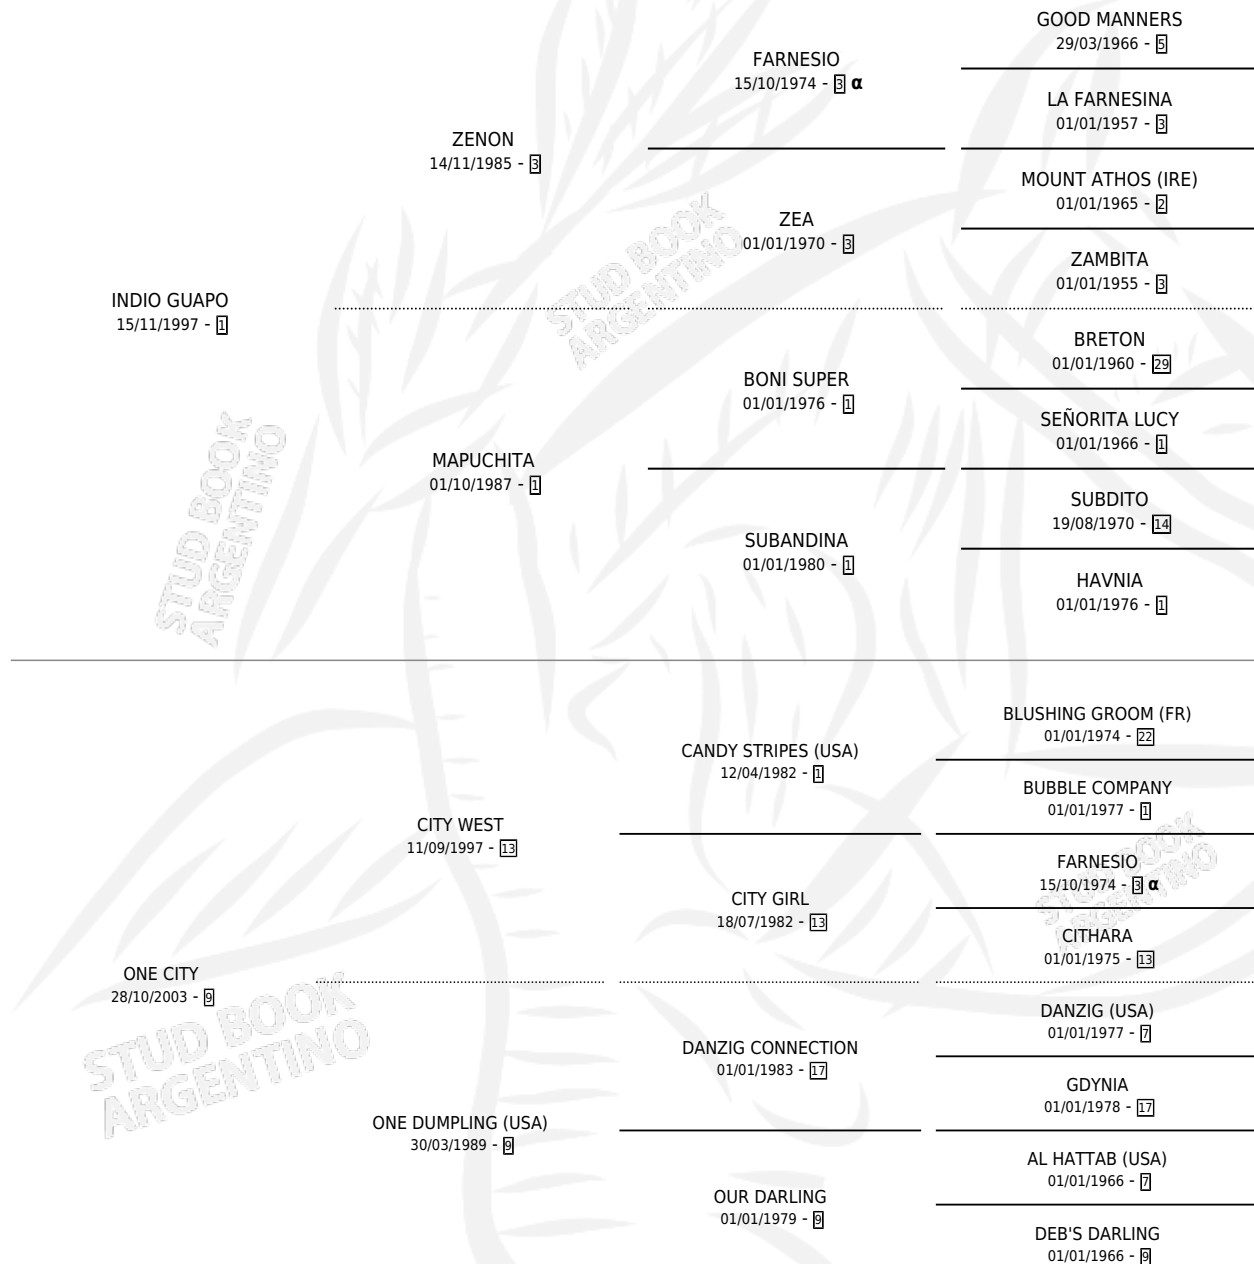 GOOD MANNERS
29/03/1966 - 5
FARNESIO
15/10/1974 - 3 α
LA FARNESINA
01/01/1957 - 3
ZENON
14/11/1985 - 3
MOUNT ATHOS (IRE)
01/01/1965 - 2
ZEA
01/01/1970 - 3
ZAMBITA
01/01/1955 - 3
STUD BOOK
ARGENTINO
INDIO GUAPO
15/11/1997 - 1
BRETON
01/01/1960 - 29
BONI SUPER
01/01/1976 - 1
SEÑORITA LUCY
01/01/1966 - 1
STUD BOOK
ARGENTINO
MAPUCHITA
01/10/1987 - 1
SUBDITO
19/08/1970 - 14
SUBANDINA
01/01/1980 - 1
HAVNIA
01/01/1976 - 1
BLUSHING GROOM (FR)
01/01/1974 - 22
CANDY STRIPES (USA)
12/04/1982 - 1
BUBBLE COMPANY
01/01/1977 - 1
CITY WEST
11/09/1997 - 13
FARNESIO
15/10/1974 - 3 α
STUD BOOK
ARGENTINO
CITY GIRL
18/07/1982 - 13
CITHARA
01/01/1975 - 13
ONE CITY
28/10/2003 - 9
STUD BOOK
ARGENTINO
DANZIG (USA)
01/01/1977 - 7
DANZIG CONNECTION
01/01/1983 - 17
GDYNIA
01/01/1978 - 17
ONE DUMPLING (USA)
30/03/1989 - 9
AL HATTAB (USA)
01/01/1966 - 7
OUR DARLING
01/01/1979 - 9
DEB'S DARLING
01/01/1966 - 9